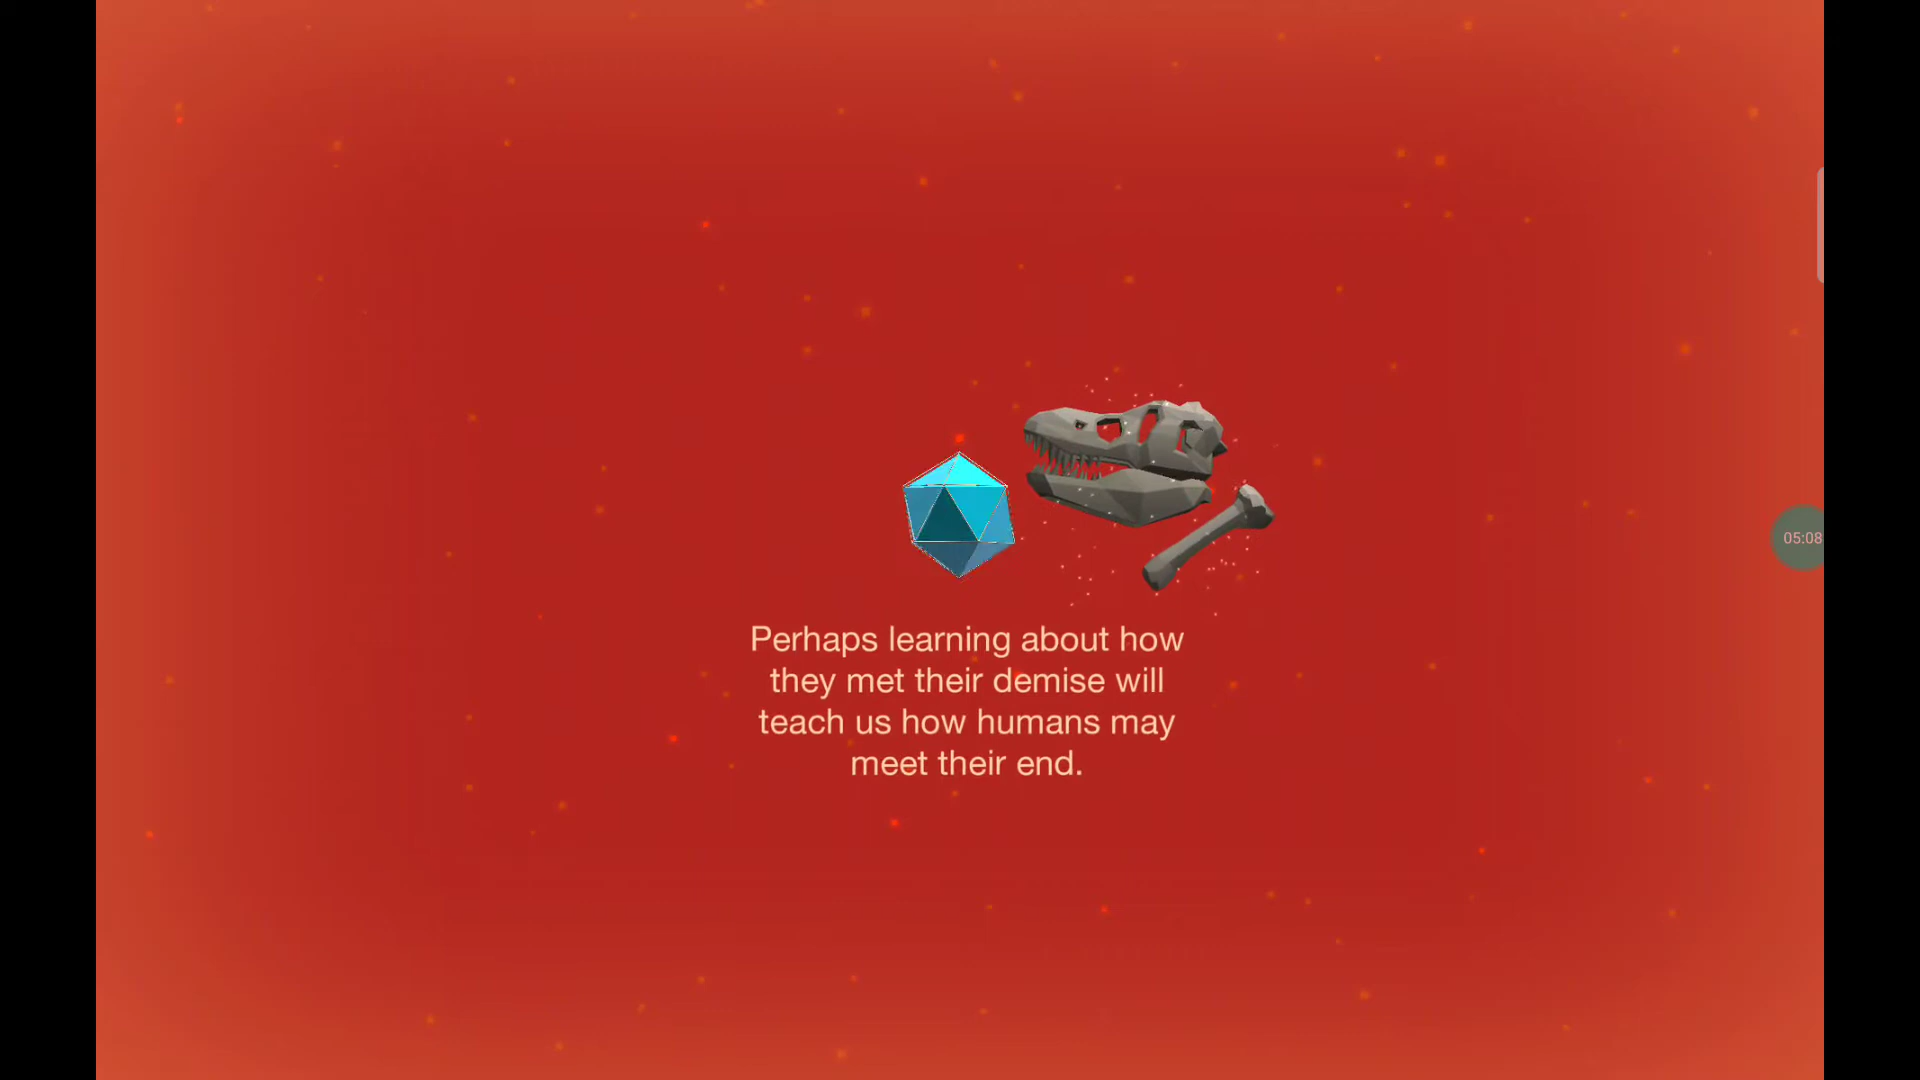 Perhaps learning about how
they met their demise will
teach us how humans may
meet their end.
05:08